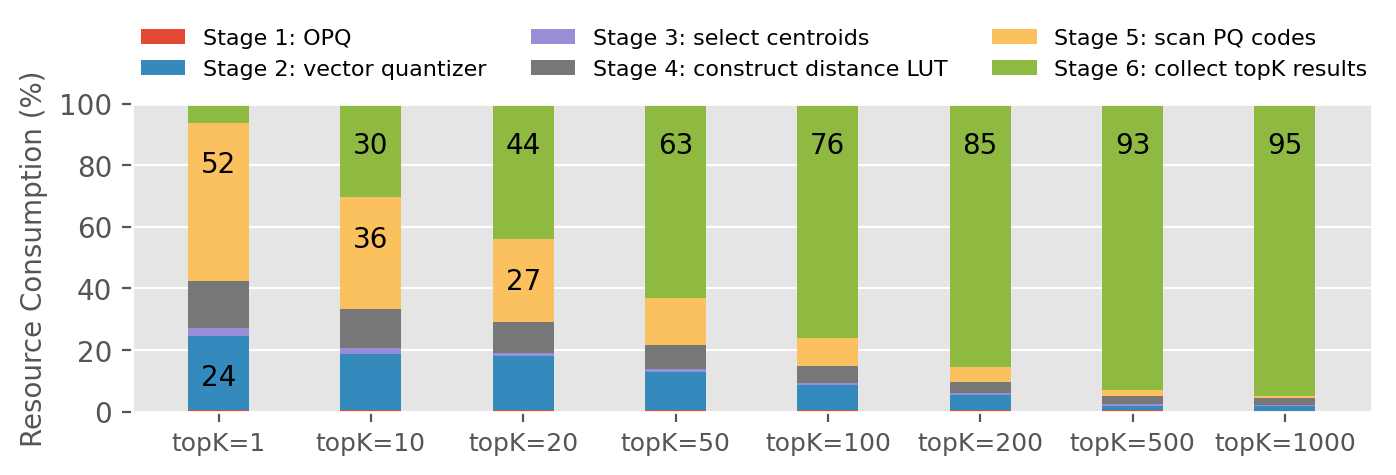 Stage 1: OPQ
Stage 2: vector quantizer
Stage 3: select centroids
Stage 4: construct distance LUT
Stage 5: scan PQ codes
Stage 6: collect topK results
Resource Consumption (%)
100
80
60
40
20
0
52
24
30
36
44
27
63
76
85
93
95
topK=1
topK=10
topK=20
topK=50
topK=100
topK=200
topK=500
topK=1000